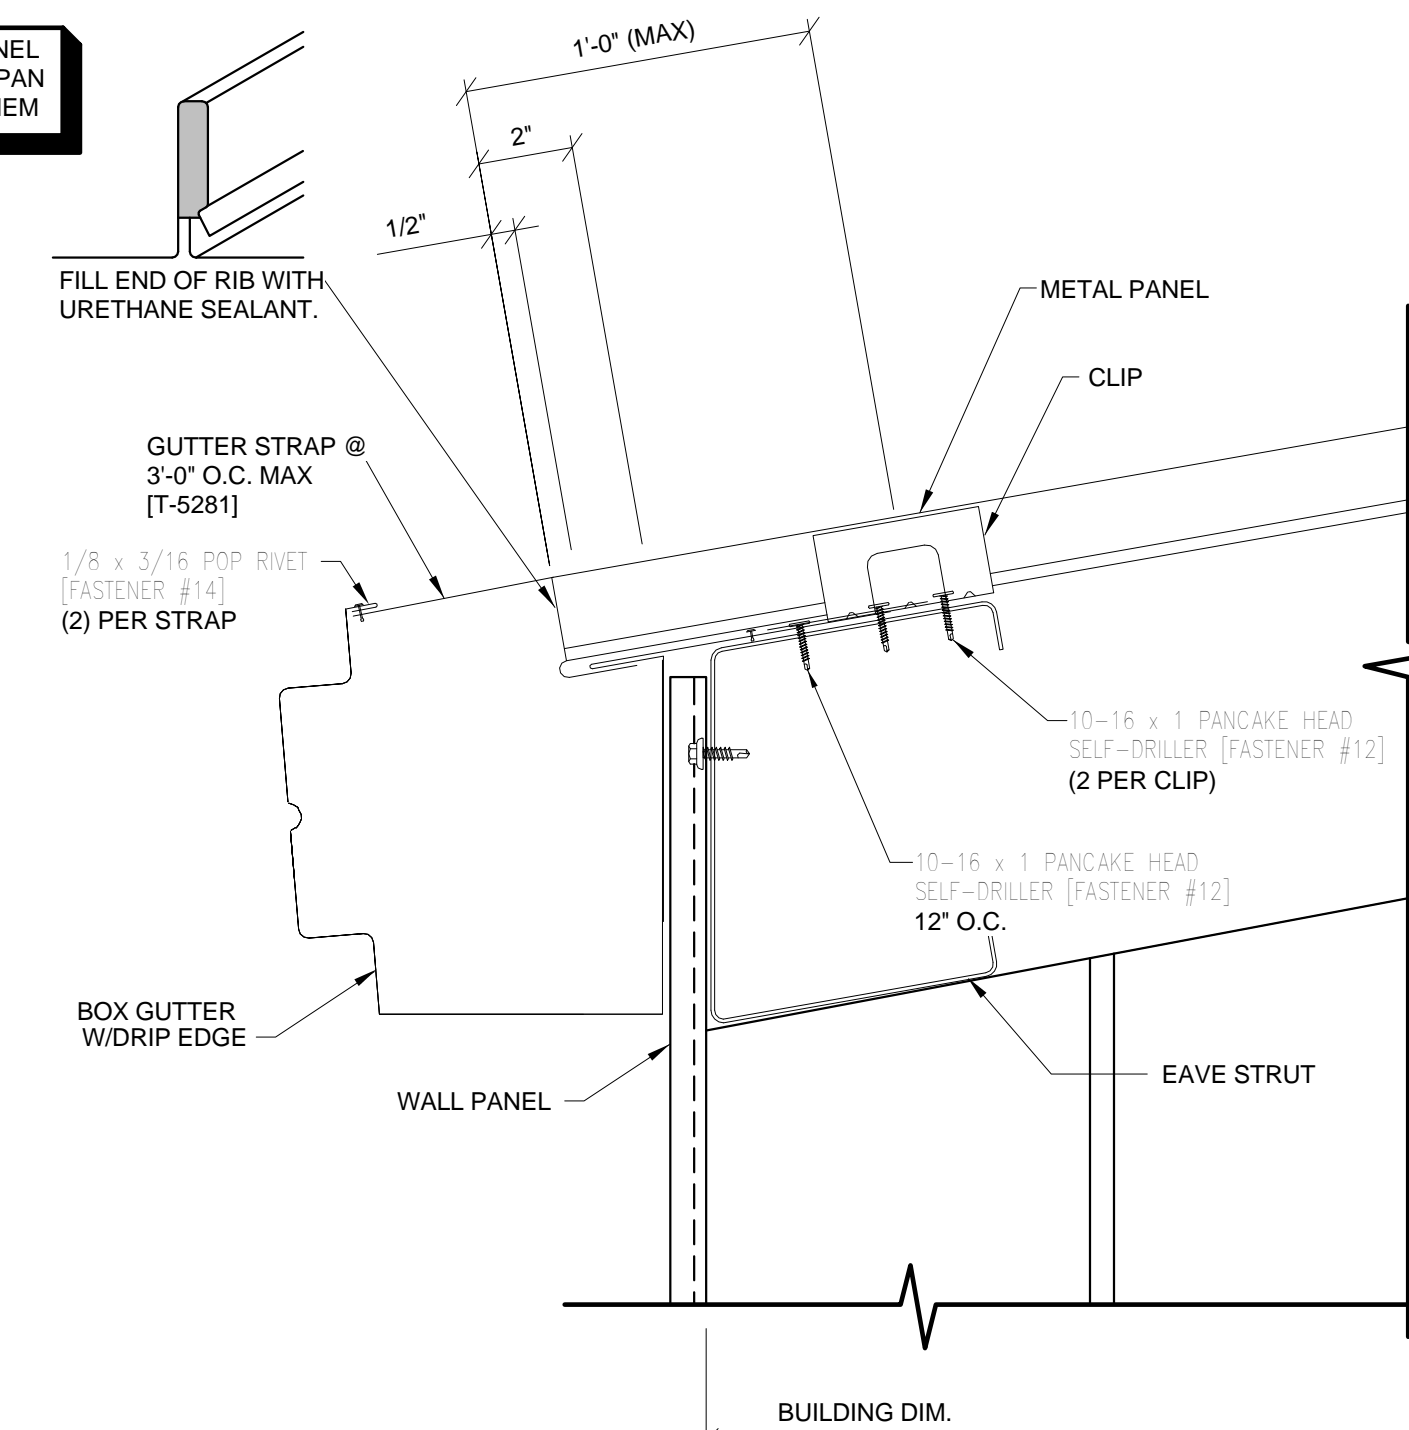 NEL
PAN
HEM
1'-0" (MAX)
2"
1/2"
FILL END OF RIB WITH
URETHANE SEALANT.
METAL PANEL
CLIP
GUTTER STRAP @
3'-0" O.C. MAX
[T-5281]
1/8 x 3/16 POP RIVET
[FASTENER #14]
(2) PER STRAP
10-16 x 1 PANCAKE HEAD
SELF-DRILLER [FASTENER #12]
(2 PER CLIP)
10-16 x 1 PANCAKE HEAD
SELF-DRILLER [FASTENER #12]
12" O.C.
BOX GUTTER
W/DRIP EDGE
WALL PANEL
EAVE STRUT
BUILDING DIM.